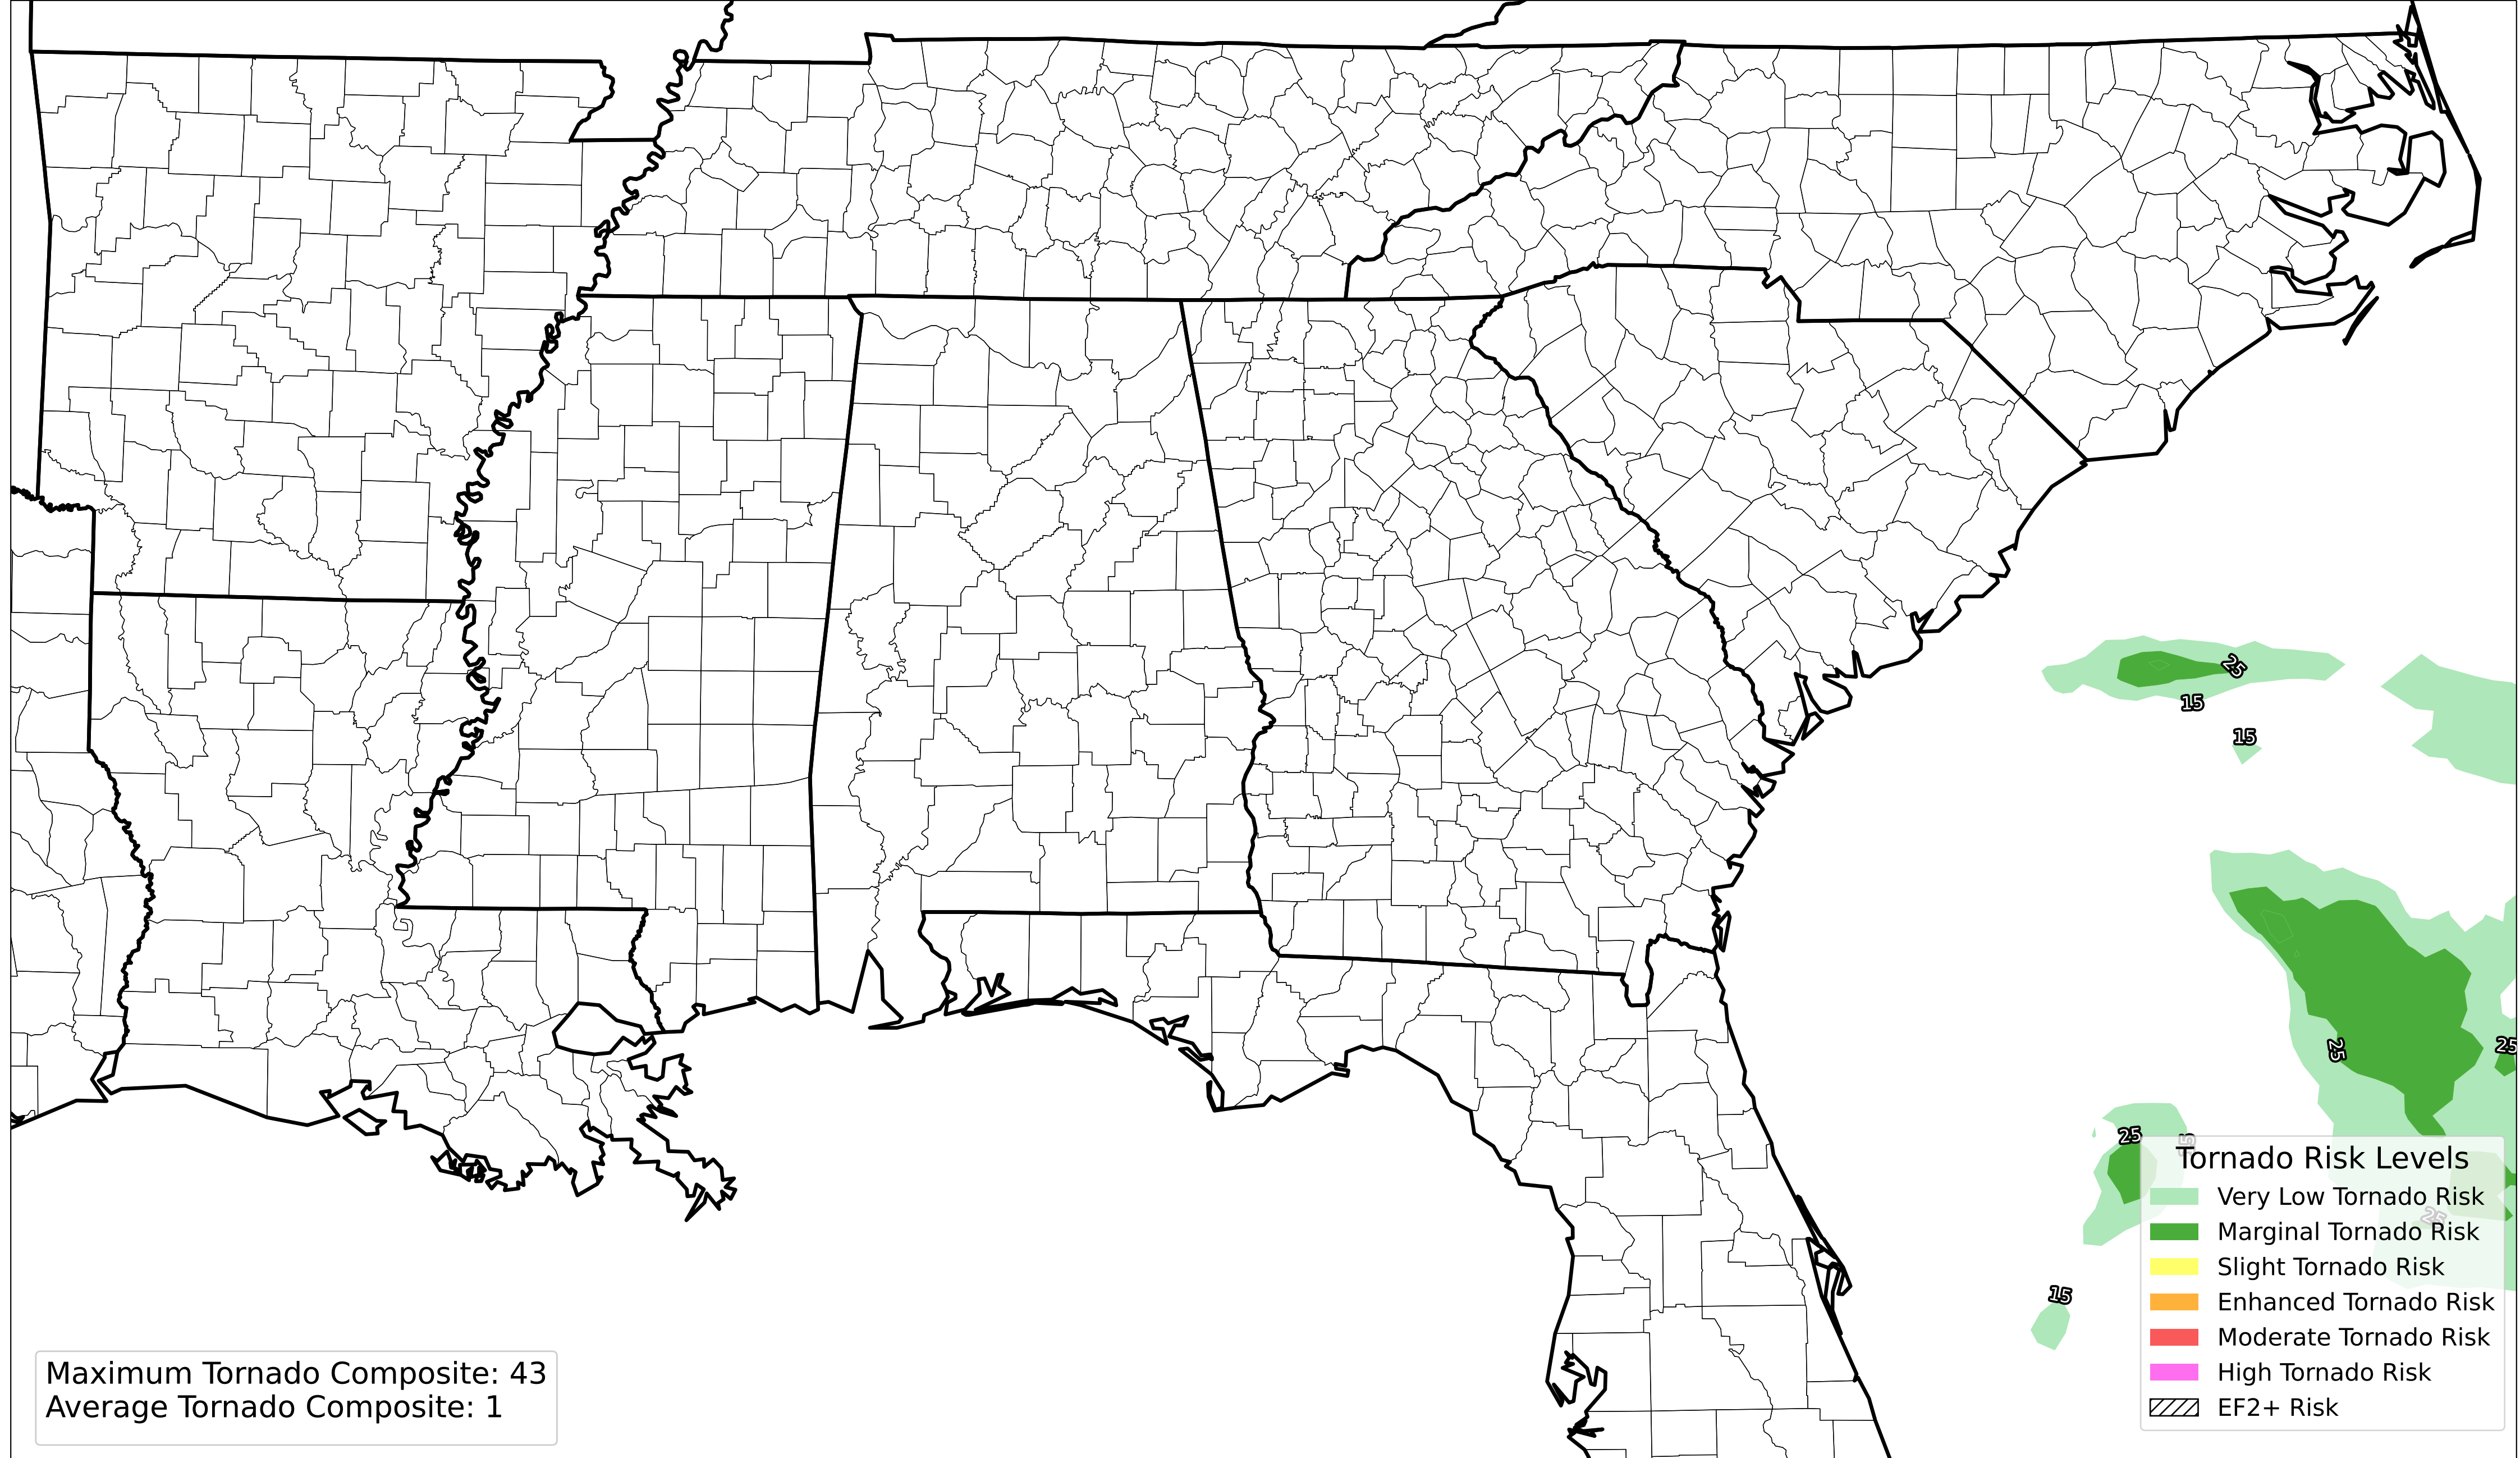 25
15
15
25
25
25
15
25
15
Tornado Risk Levels
Very Low Tornado Risk
Marginal Tornado Risk
Slight Tornado Risk
Enhanced Tornado Risk
Moderate Tornado Risk
High Tornado Risk
EF2+ Risk
Maximum Tornado Composite: 43
Average Tornado Composite: 1